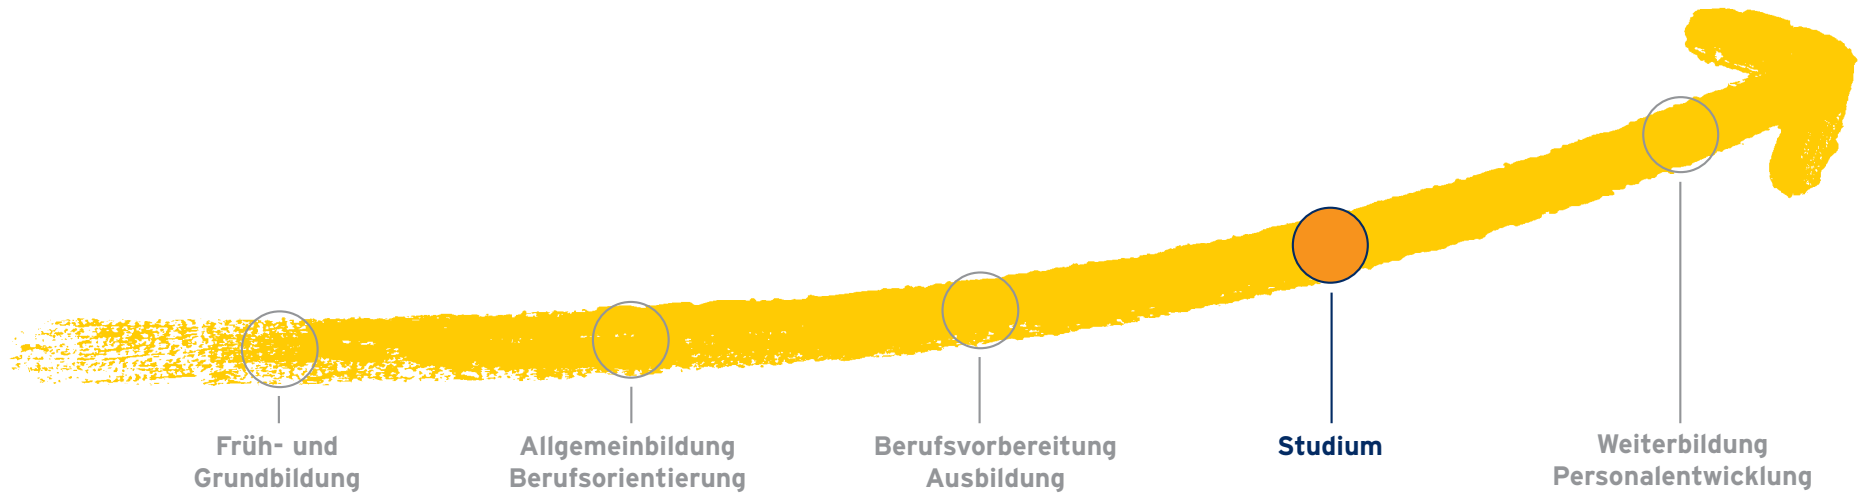 Früh- und
Grundbildung
Allgemeinbildung
Berufsorientierung
Berufsvorbereitung
Ausbildung
Studium
Weiterbildung
Personalentwicklung